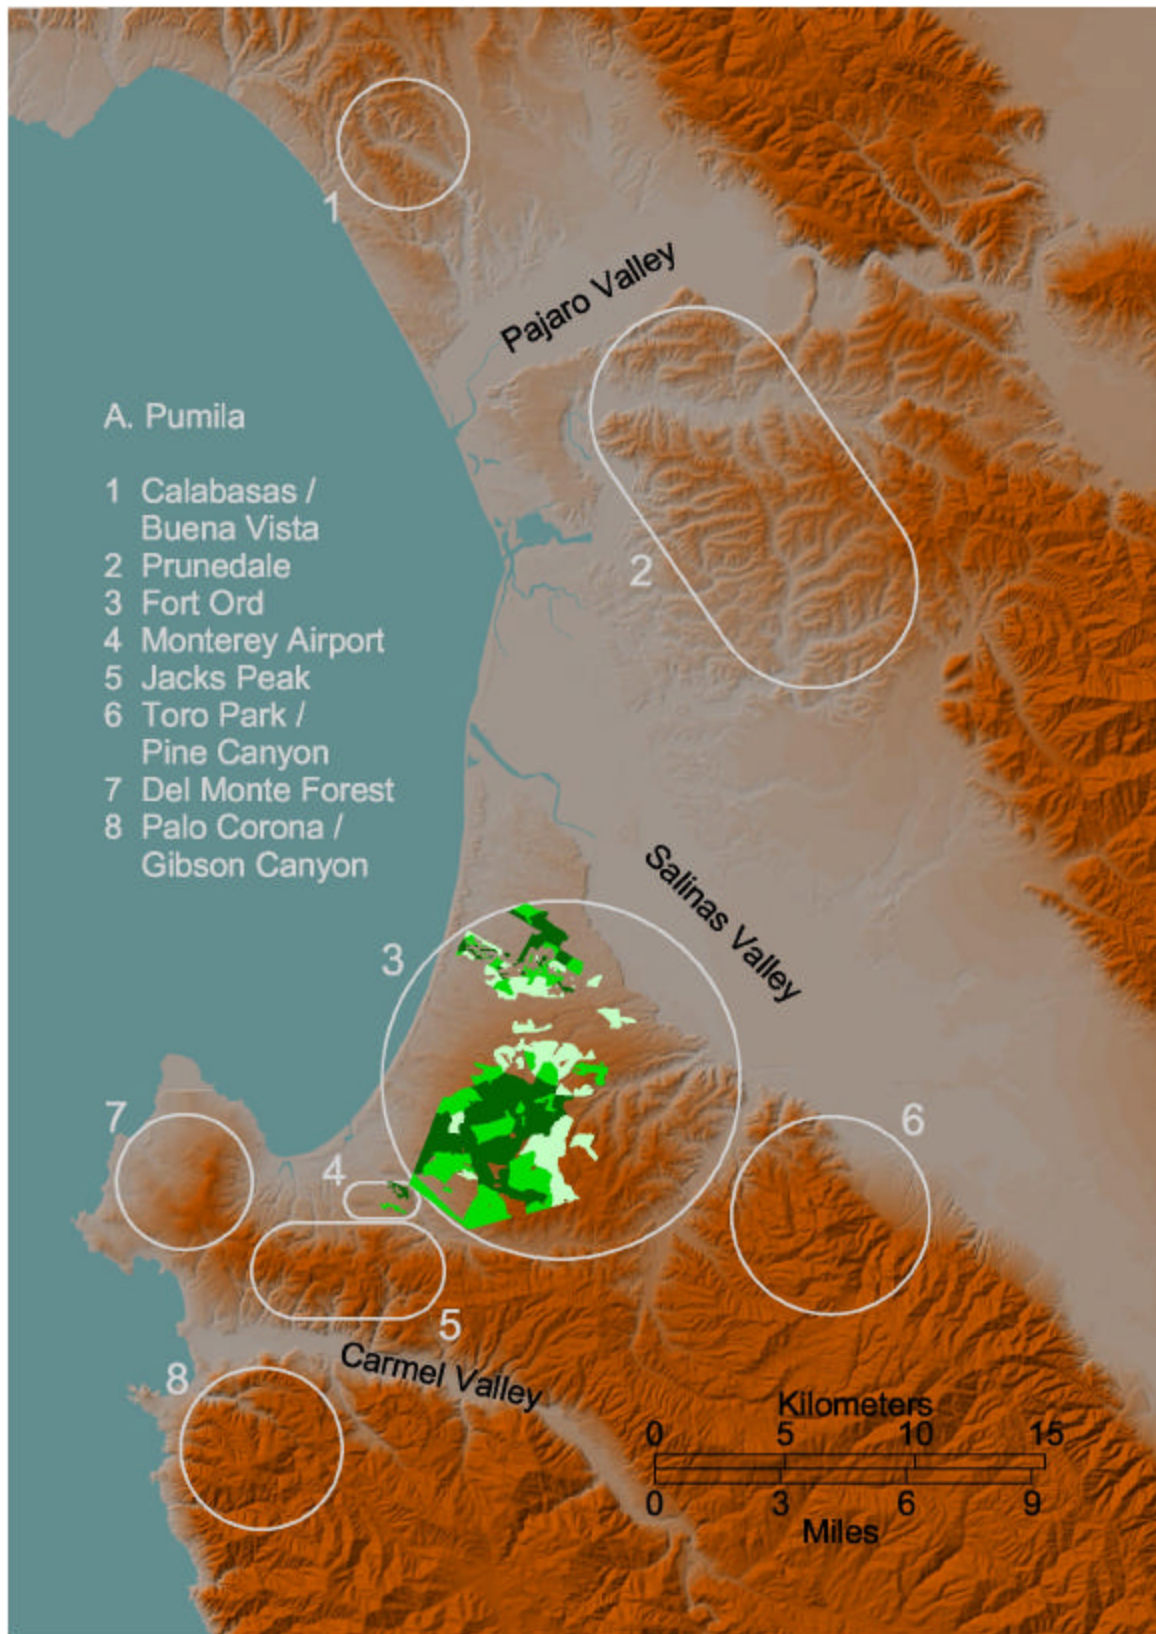 1
Pajaro Valley
A. Pumila
1 Calabasas /
Buena Vista
2 Prunedale
3 Fort Ord
4 Monterey Airport
5 Jacks Peak
6 Toro Park /
Pine Canyon
7 Del Monte Forest
8 Palo Corona /
Gibson Canyon
2
Salinas Valley
3
7
6
4
5
Carmel Valley
8
Kilometers
0 5 10 15
0 3 6 9
Miles